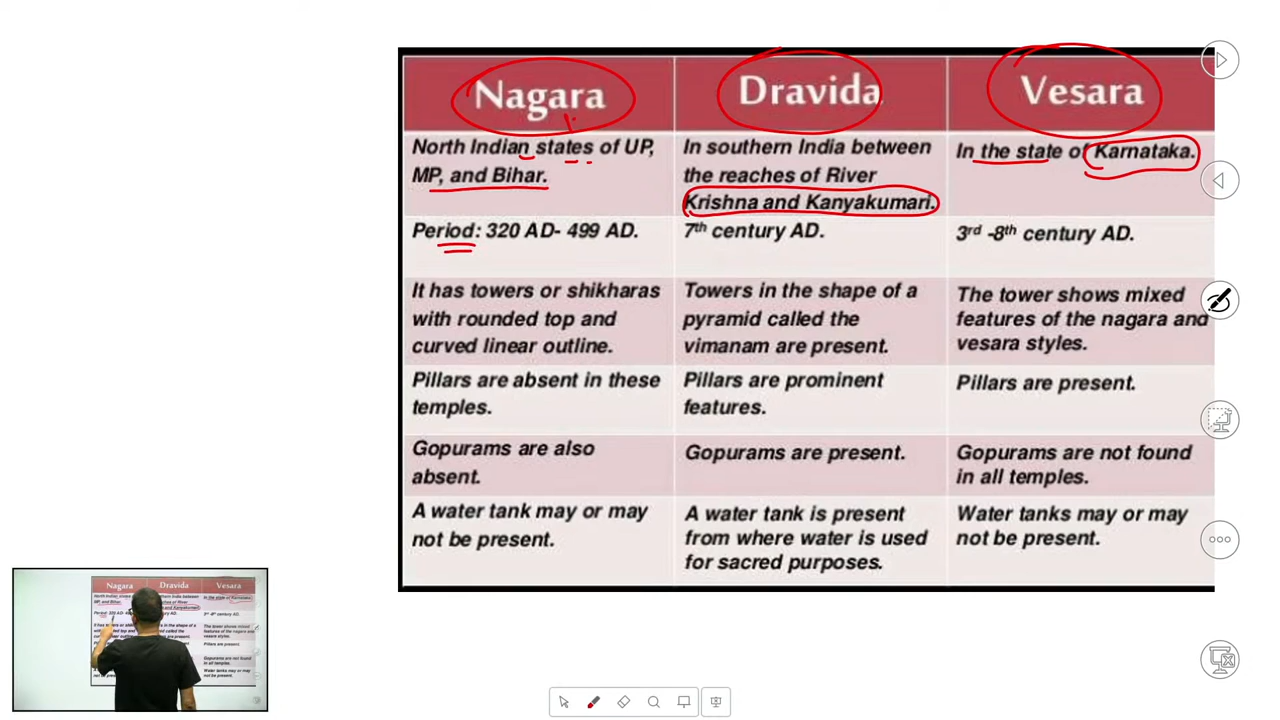 Nagara
Dravida
Vesara
North Indian states of UP,
MP, and Bihar.
In southern India between
the reaches of River
Krishna and Kanyakumari.
In the state of Karnataka.
Period: 320 AD- 499 AD.
7th century AD.
3rd -8th century AD.
It has towers or shikharas
with rounded top and
curved linear outline.
Towers in the shape of a
pyramid called the
vimanam are present.
The tower shows mixed
features of the nagara and
vesara styles.
Pillars are absent in these
temples.
Pillars are prominent
features.
Pillars are present.
Gopurams are also
absent.
Gopurams are present.
Gopurams are not found
in all temples.
A water tank may or may
not be present.
A water tank is present
from where water is used
for sacred purposes.
Water tanks may or may
not be present.
Nagara
Dravida
Vesara